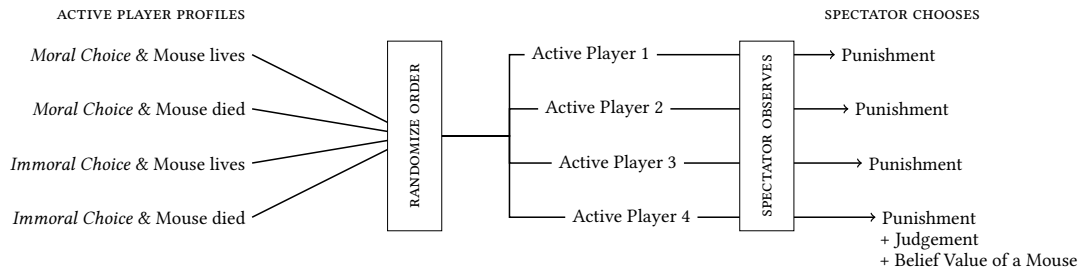 ACTIVE PLAYER PROFILES
SPECTATOR CHOOSES
Moral Choice & Mouse lives
Moral Choice & Mouse died
Immoral Choice & Mouse lives
Immoral Choice & Mouse died
RANDOMIZE ORDER
Active Player 1
Active Player 2
Active Player 3
Active Player 4
SPECTATOR OBSERVES
Punishment
Punishment
Punishment
Punishment
+ Judgement
+ Belief Value of a Mouse